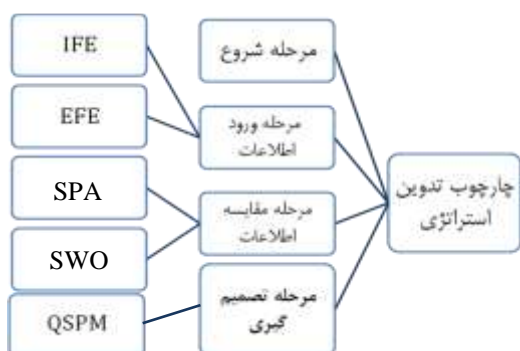 چارچوب تدوین
استراتژی
مرحله شروع
مرحله ورود
اطلاعات
مرحله مقایسه
اطلاعات
مرحله تصمیم
گیری
IFE
EFE
SPA
SWO
QSPM